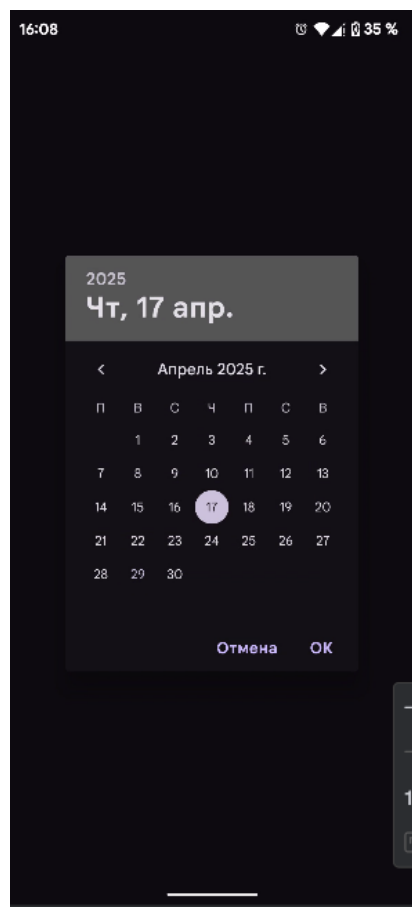 16:08 35 %
2025
Чт, 17 апр.
Апрель 2025 г.
П В С Ч П С В
1 2 3 4 5 6
7 8 9 10 11 12 13
14 15 16 17 18 19 20
21 22 23 24 25 26 27
28 29 30
Отмена ОК
1